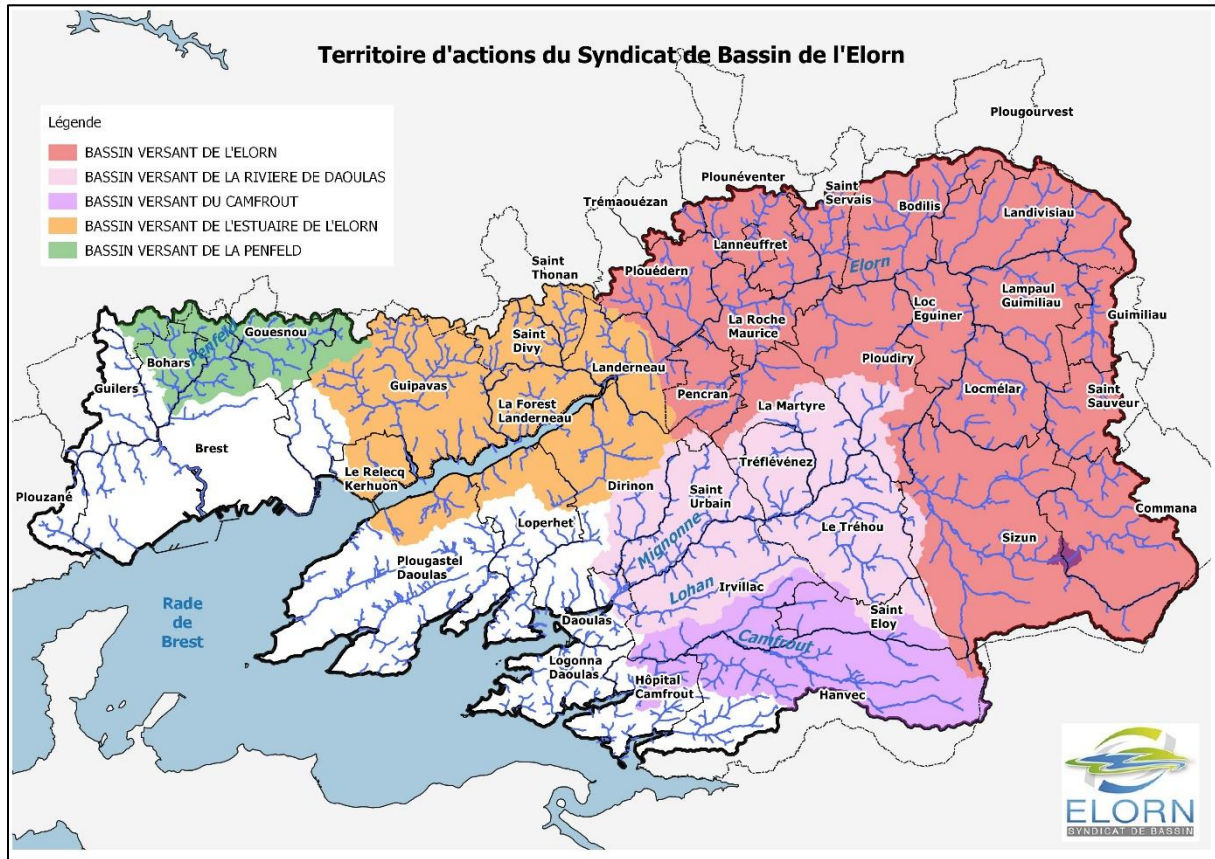 Territoire d'actions du Syndicat de Bassin de l'Elorn
Légende
BASSIN VERSANT DE L'ELORN
BASSIN VERSANT DE LA RIVIERE DE DAOULAS
BASSIN VERSANT DU CAMFROUT
BASSIN VERSANT DE L'ESTUAIRE DE L'ELORN
BASSIN VERSANT DE LA PENFELD
Plougourvest
Plounéventer
Saint
Servais
Bodilis
Landivisiau
Trémaouézan
Lanneuffret
Elorn
Saint
Thonan
Plouédern
Lampaul
Guimiliau
Guimiliau
Loc
Eguiner
La Roche
Maurice
Saint
Divy
Gouesnou
Penfeld
Bohars
Guilers
Guipavas
Landerneau
Ploudiry
Pencran
Locmélar
Saint
Sauveur
La Forest
Landerneau
La Martyre
Brest
Le Relecq
Kerhuon
Tréflévénez
Dirinon
Saint
Urbain
Plouzané
Loperhet
Mignonne
Le Tréhou
Sizun
Commana
Plougastel
Daoulas
Lohan
Irvillac
Rade
de
Brest
Daoulas
Saint
Eloy
Camfrout
Logonna
Daoulas
Hôpital
Camfrout
Hanvec
ELORN
SYNDICAT DE BASSIN